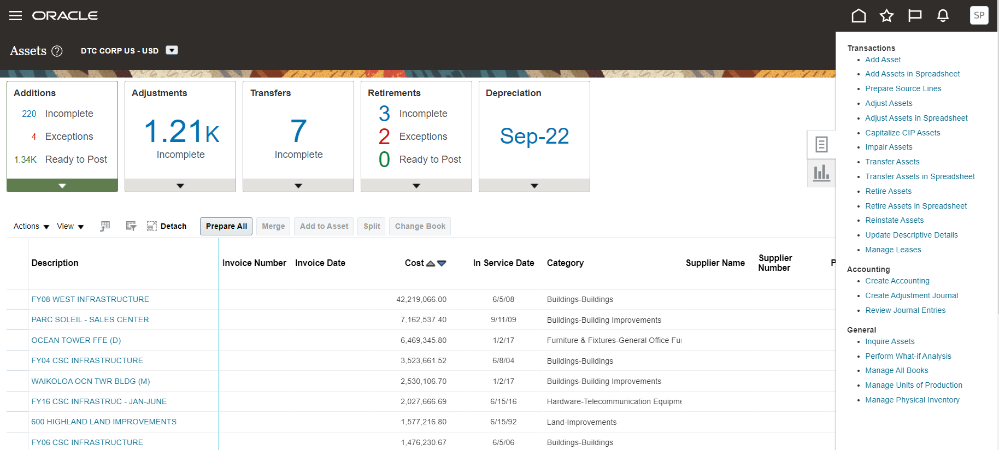 ORACLE
SP
Assets ? DTC CORP US - USD
Additions
220 Incomplete
4 Exceptions
1.34K Ready to Post
Adjustments
1.21K
Incomplete
Transfers
7
Incomplete
Retirements
3 Incomplete
2 Exceptions
0 Ready to Post
Depreciation
Sep-22
Actions View Detach Prepare All Merge Add to Asset Split Change Book
Description Invoice Number Invoice Date Cost In Service Date Category Supplier Name Supplier Number P
FY08 WEST INFRASTRUCTURE 42,219,066.00 6/5/08 Buildings-Buildings
PARC SOLEIL - SALES CENTER 7,162,537.40 9/11/09 Buildings-Building Improvements
OCEAN TOWER FFE (D) 6,469,345.80 1/2/17 Furniture & Fixtures-General Office Fu
FY04 CSC INFRASTRUCTURE 3,523,661.52 6/8/04 Buildings-Buildings
WAIKOLOA OCN TWR BLDG (M) 2,530,106.70 1/2/17 Buildings-Building Improvements
FY16 CSC INFRASTRUC - JAN-JUNE 2,027,666.69 6/15/16 Hardware-Telecommunication Equipme
600 HIGHLAND LAND IMPROVEMENTS 1,577,216.80 6/15/92 Land-Improvements
FY06 CSC INFRASTRUCTURE 1,476,230.67 6/5/06 Buildings-Buildings
Transactions
Add Asset
Add Assets in Spreadsheet
Prepare Source Lines
Adjust Assets
Adjust Assets in Spreadsheet
Capitalize CIP Assets
Impair Assets
Transfer Assets
Transfer Assets in Spreadsheet
Retire Assets
Retire Assets in Spreadsheet
Reinstate Assets
Update Descriptive Details
Manage Leases
Accounting
Create Accounting
Create Adjustment Journal
Review Journal Entries
General
Inquire Assets
Perform What-if Analysis
Manage All Books
Manage Units of Production
Manage Physical Inventory